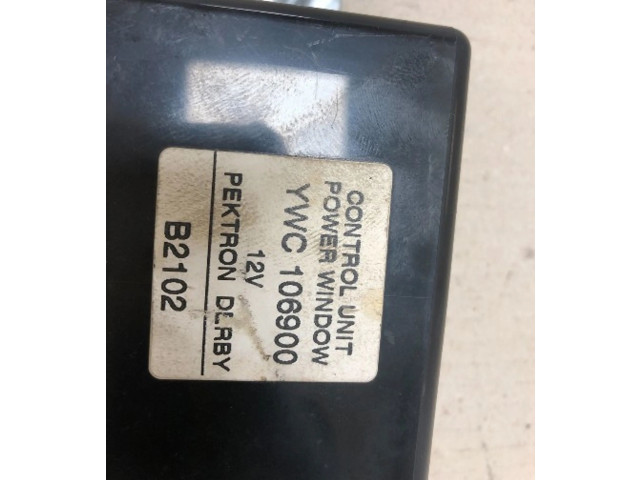 CONTROL UNIT
POWER WINDOW
YWC 106900
12V
PEKTRON DERBY
B2102